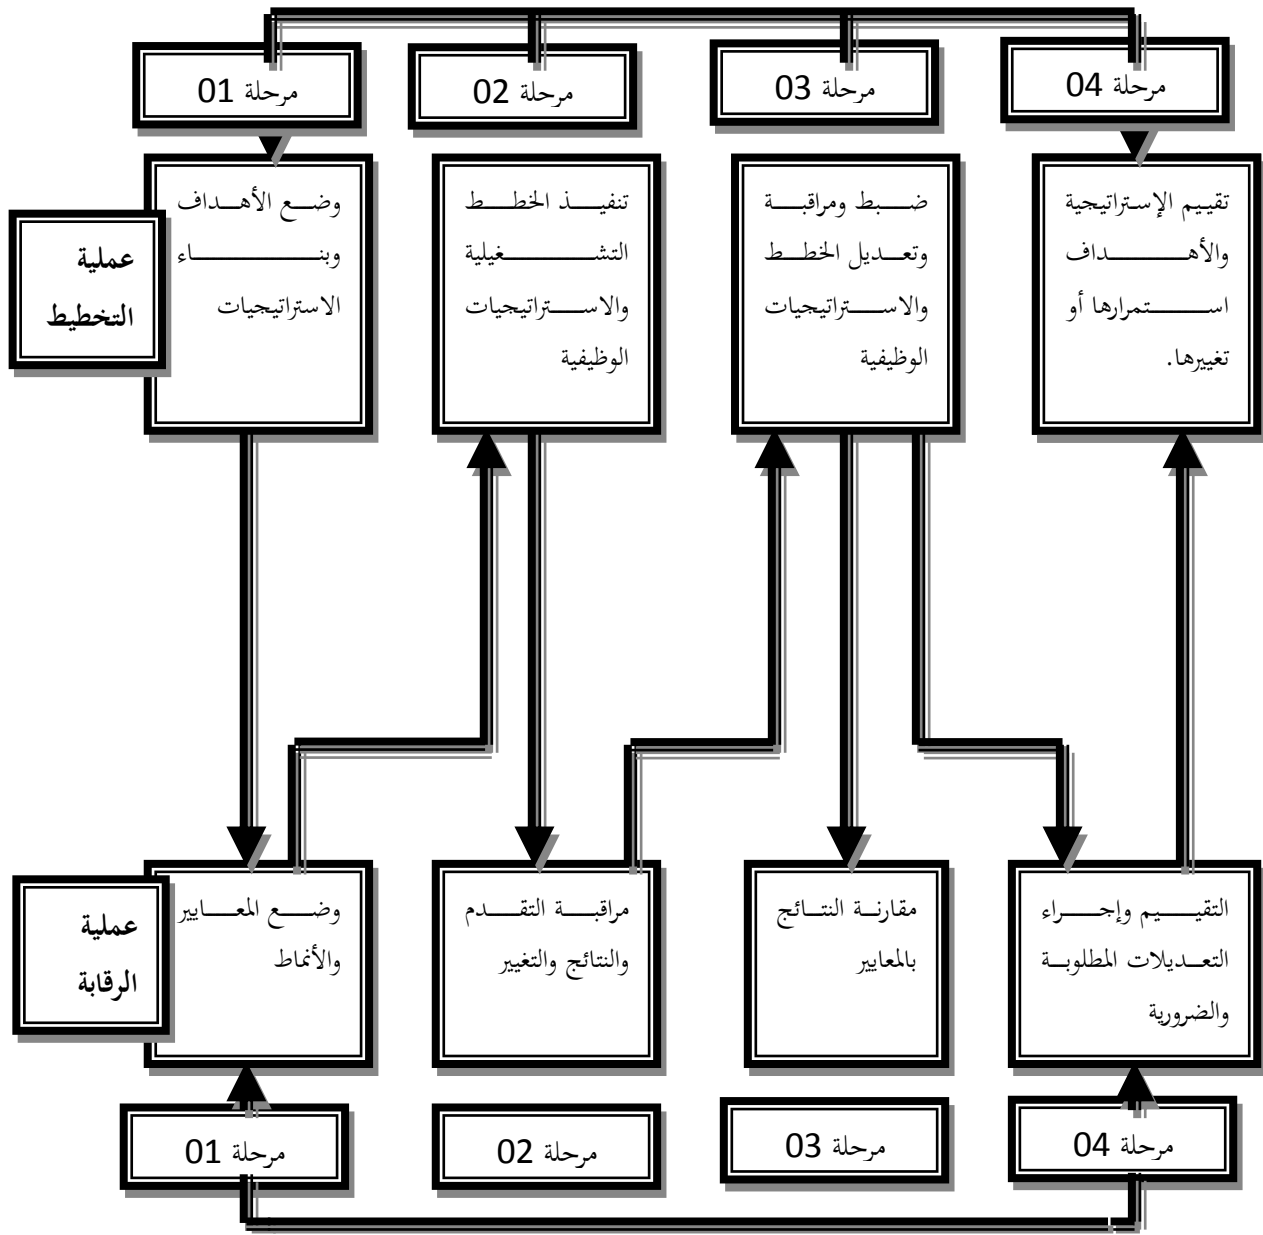 مرحلة 01
مرحلة 02
مرحلة 03
مرحلة 04
عملية
التخطيط
وضع الأهداف
وبناء
الاستراتيجيات
تنفيذ الخطط
التشغيلية
والاستراتيجيات
الوظيفية
ضبط ومراقبة
وتعديل الخطط
والاستراتيجيات
الوظيفية
تقييم الإستراتيجية
والأهداف
استمرارها أو
تغييرها.
عملية
الرقابة
وضع المعايير
والأنماط
مراقبة التقدم
والنتائج والتغيير
مقارنة النتائج
بالمعايير
التقييم وإجراء
التعديلات المطلوبة
والضرورية
مرحلة 01
مرحلة 02
مرحلة 03
مرحلة 04